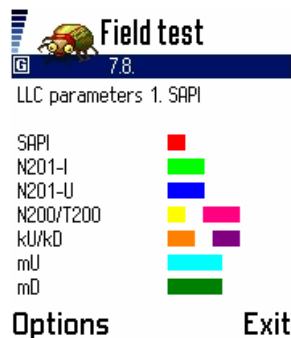 Field test
G 7.8.
LLC parameters 1. SAPI
SAPI
N201-I
N201-U
N200/T200
kU/kD
mU
mD
Options Exit